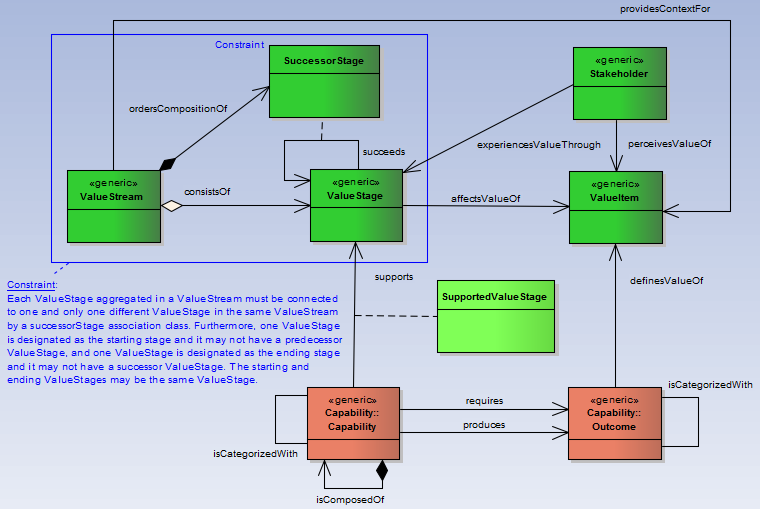 providesContextFor
Constraint
SuccessorStage
«generic»
Stakeholder
ordersCompositionOf
succeeds
experiencesValueThrough
perceivesValueOf
«generic»
ValueStream
consistsOf
«generic»
ValueStage
affectsValueOf
«generic»
ValueItem
Constraint:
Each ValueStage aggregated in a ValueStream must be connected
to one and only one different ValueStage in the same ValueStream
by a successorStage association class. Furthermore, one ValueStage
is designated as the starting stage and it may not have a predecessor
ValueStage, and one ValueStage is designated as the ending stage
and it may not have a successor ValueStage. The starting and
ending ValueStages may be the same ValueStage.
supports
definesValueOf
SupportedValueStage
«generic»
Capability::
Capability
requires
produces
«generic»
Capability::
Outcome
isCategorizedWith
isCategorizedWith
isComposedOf